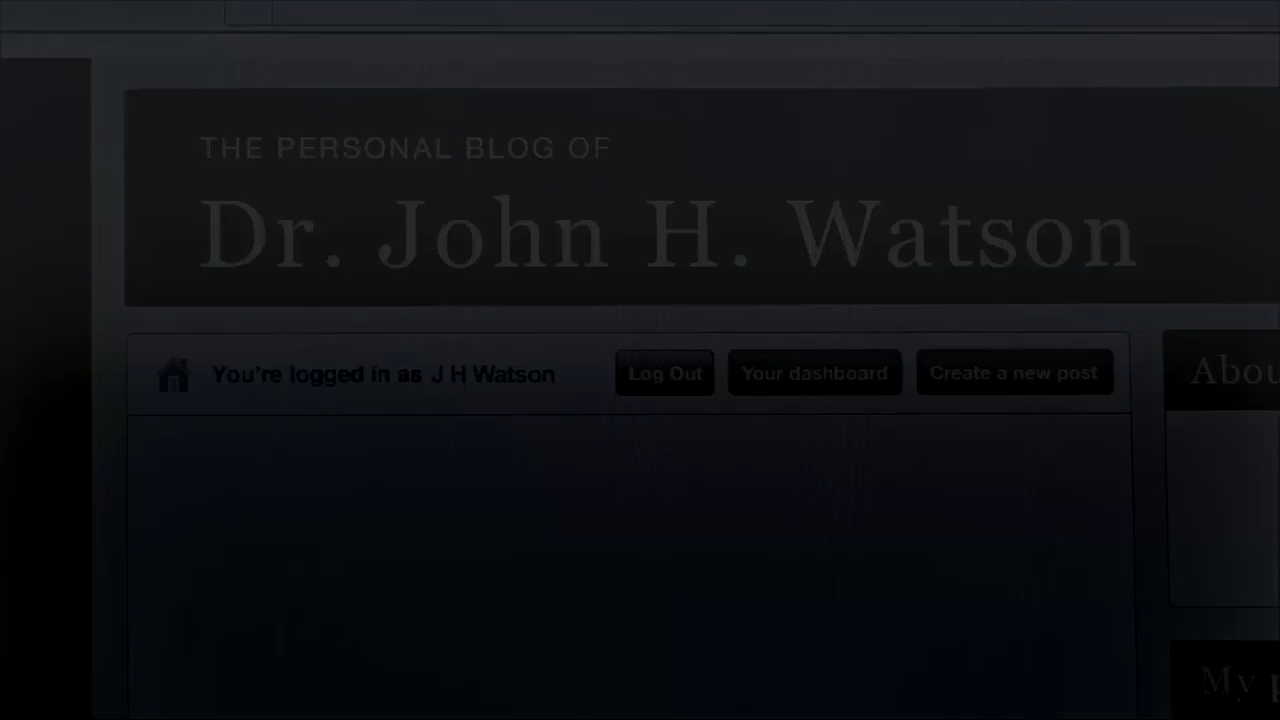 THE PERSONAL BLOG OF
Dr. John H. Watson
You're logged in as J H Watson
Log Out
Your dashboard
Create a new post
My